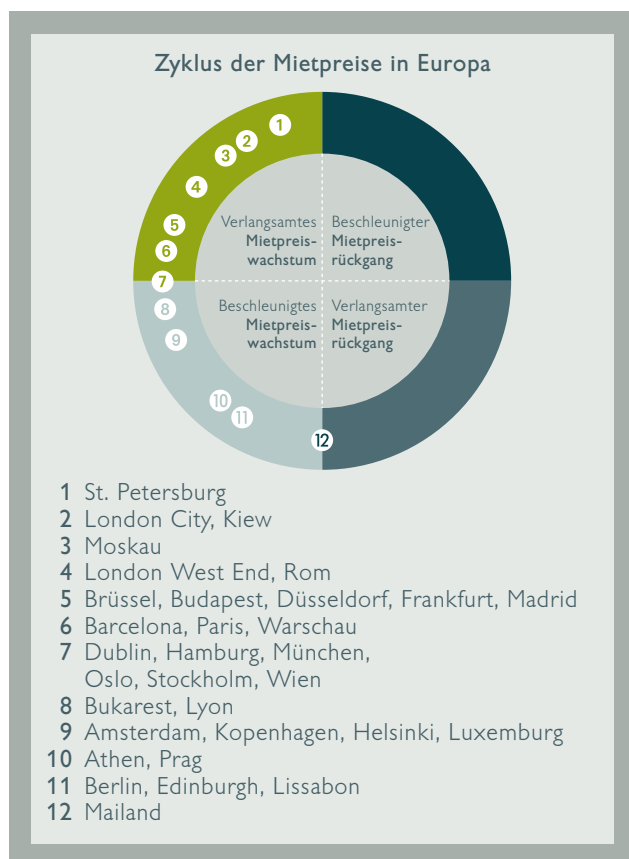 Zyklus der Mietpreise in Europa
1
2
3
4
5
6
7
8
9
10
11
12
Verlangsamtes
Mietpreis-
wachstum
Beschleunigter
Mietpreis-
rückgang
Beschleunigtes
Mietpreis-
wachstum
Verlangsamter
Mietpreis-
rückgang
1 St. Petersburg
2 London City, Kiew
3 Moskau
4 London West End, Rom
5 Brüssel, Budapest, Düsseldorf, Frankfurt, Madrid
6 Barcelona, Paris, Warschau
7 Dublin, Hamburg, München,
Oslo, Stockholm, Wien
8 Bukarest, Lyon
9 Amsterdam, Kopenhagen, Helsinki, Luxemburg
10 Athen, Prag
11 Berlin, Edinburgh, Lissabon
12 Mailand